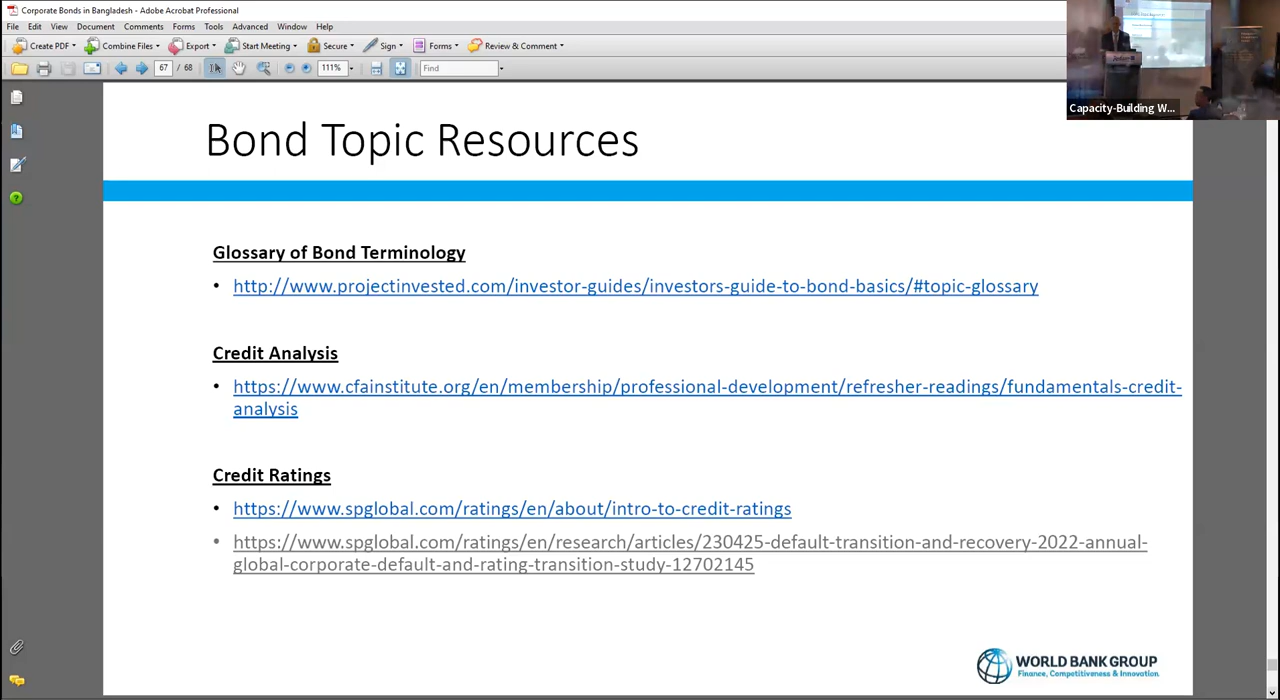 Corporate Bonds in Bangladesh - Adobe Acrobat Professional
File Edit View Document Comments Forms Tools Advanced Window Help
Create PDF Combine Files Export Start Meeting Secure Sign Forms Review & Comment
67 / 68 111% Find
Capacity-Building W...
Bond Topic Resources
Glossary of Bond Terminology
• http://www.projectinvested.com/investor-guides/investors-guide-to-bond-basics/#topic-glossary
Credit Analysis
• https://www.cfainstitute.org/en/membership/professional-development/refresher-readings/fundamentals-credit-
analysis
Credit Ratings
• https://www.spglobal.com/ratings/en/about/intro-to-credit-ratings
• https://www.spglobal.com/ratings/en/research/articles/230425-default-transition-and-recovery-2022-annual-
global-corporate-default-and-rating-transition-study-12702145
WORLD BANK GROUP
Finance, Competitiveness & Innovation